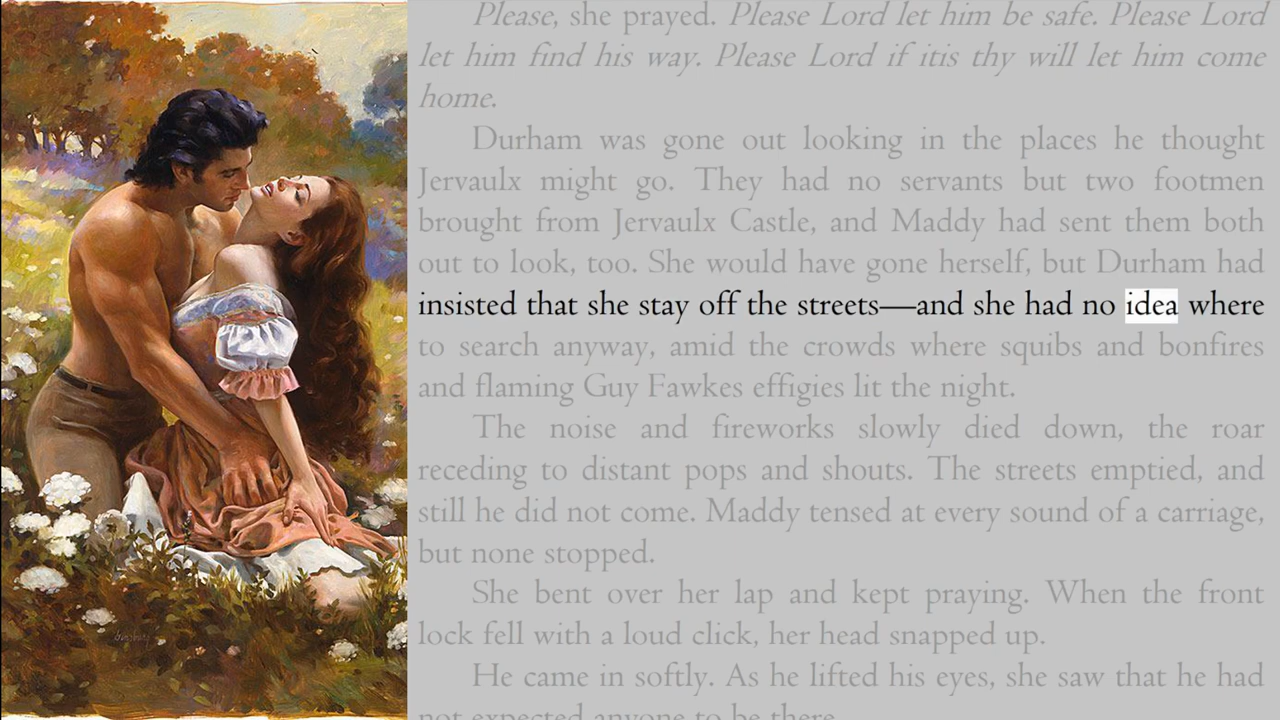 Please, she prayed. Please Lord let him be safe. Please Lord
let him find his way. Please Lord if itis thy will let him come
home.
Durham was gone out looking in the places he thought
Jervaulx might go. They had no servants but two footmen
brought from Jervaulx Castle, and Maddy had sent them both
out to look, too. She would have gone herself, but Durham had
insisted that she stay off the streets—and she had no idea where
to search anyway, amid the crowds where squibs and bonfires
and flaming Guy Fawkes effigies lit the night.
The noise and fireworks slowly died down, the roar
receding to distant pops and shouts. The streets emptied, and
still he did not come. Maddy tensed at every sound of a carriage,
but none stopped.
She bent over her lap and kept praying. When the front
lock fell with a loud click, her head snapped up.
He came in softly. As he lifted his eyes, she saw that he had
not expected anyone to be there.